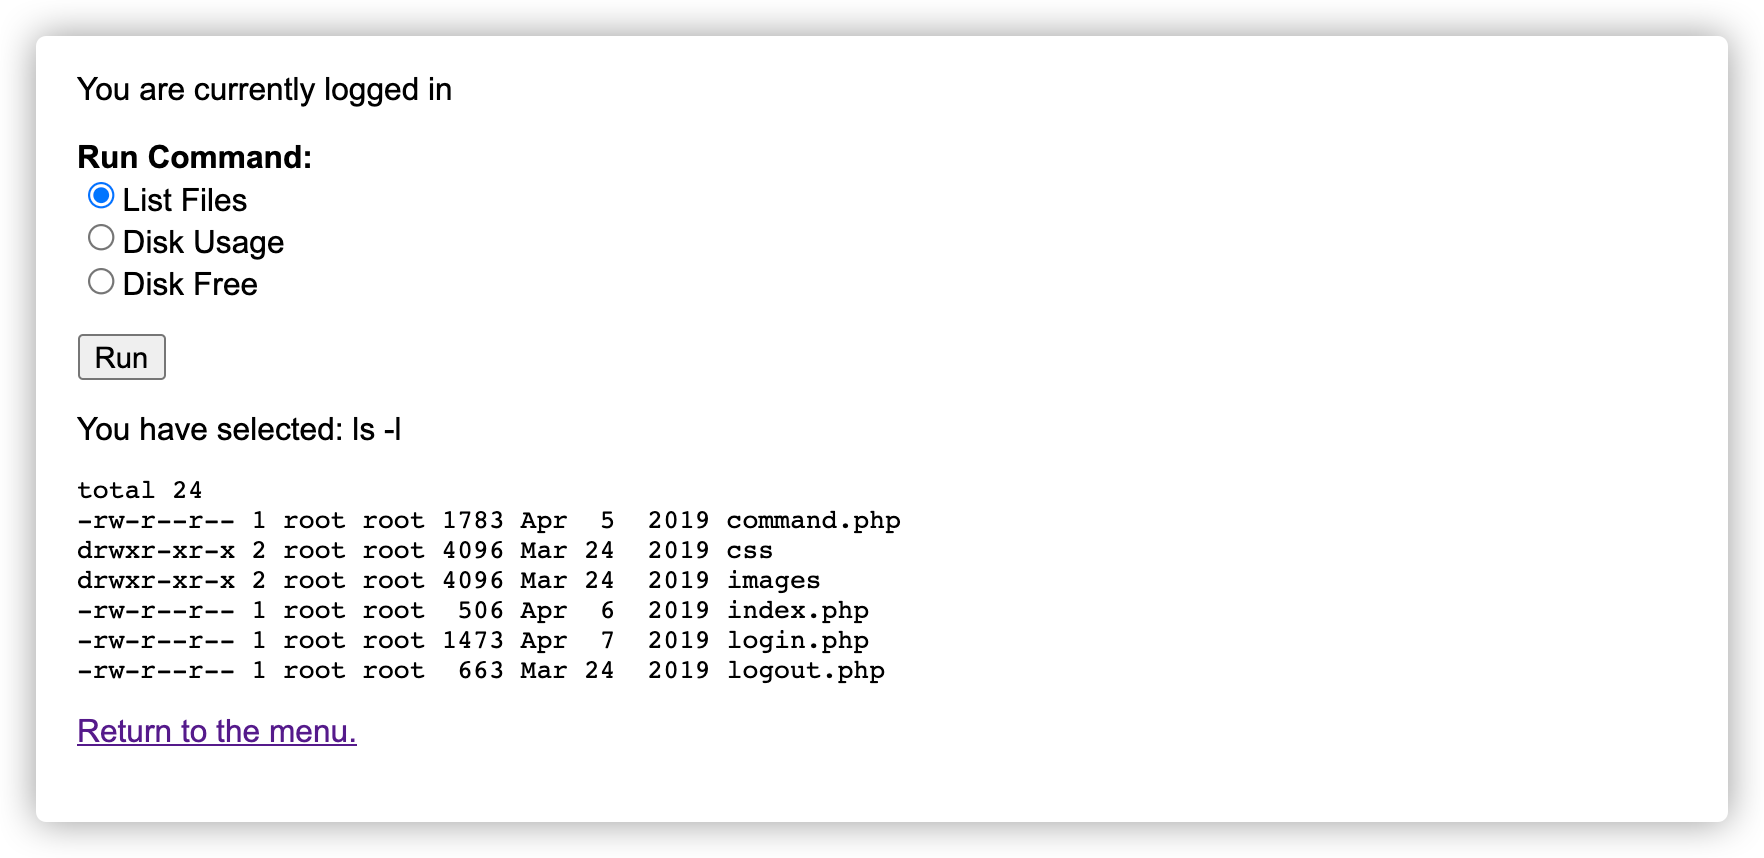 You are currently logged in
Run Command:
List Files
Disk Usage
Disk Free
Run
You have selected: ls -l
total 24
-rw-r--r-- 1 root root 1783 Apr  5  2019 command.php
drwxr-xr-x 2 root root 4096 Mar 24  2019 css
drwxr-xr-x 2 root root 4096 Mar 24  2019 images
-rw-r--r-- 1 root root  506 Apr  6  2019 index.php
-rw-r--r-- 1 root root 1473 Apr  7  2019 login.php
-rw-r--r-- 1 root root  663 Mar 24  2019 logout.php
Return to the menu.